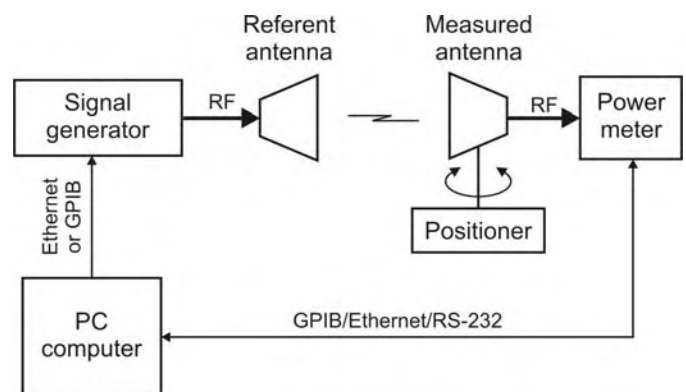 Referent
antenna
Measured
antenna
Signal
generator
RF
RF
Power
meter
Ethernet
or GPIB
Positioner
PC
computer
GPIB/Ethernet/RS-232